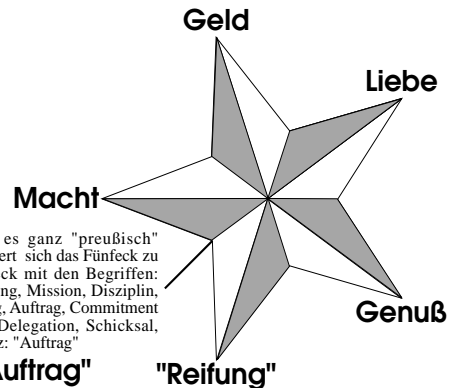 Geld
Liebe
Macht
es ganz "preußisch"
ert sich das Fünfeck zu
ck mit den Begriffen:
ng, Mission, Disziplin,
g, Auftrag, Commitment
Delegation, Schicksal,
z: "Auftrag"
Genuß
uftrag"
"Reifung"